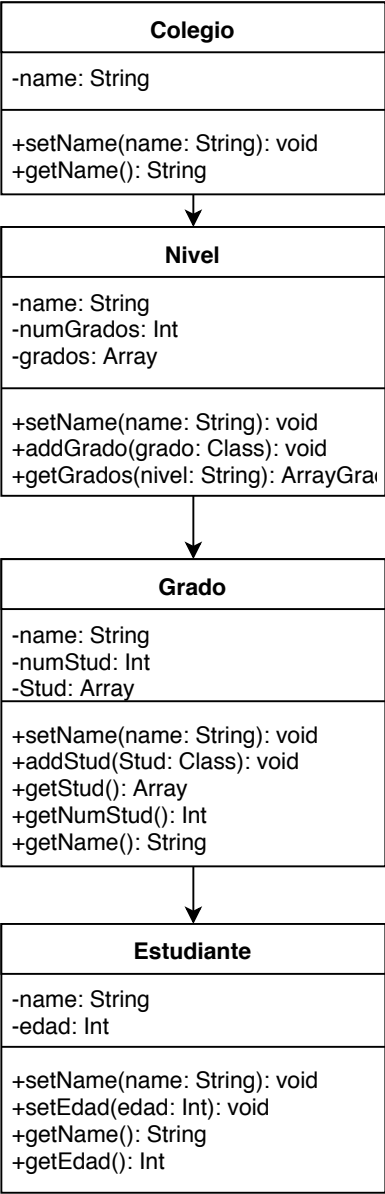 Colegio
-name: String
+setName(name: String): void
+getName(): String
Nivel
-name: String
-numGrados: Int
-grados: Array
+setName(name: String): void
+addGrado(grado: Class): void
+getGrados(nivel: String): ArrayGra
Grado
-name: String
-numStud: Int
-Stud: Array
+setName(name: String): void
+addStud(Stud: Class): void
+getStud(): Array
+getNumStud(): Int
+getName(): String
Estudiante
-name: String
-edad: Int
+setName(name: String): void
+setEdad(edad: Int): void
+getName(): String
+getEdad(): Int